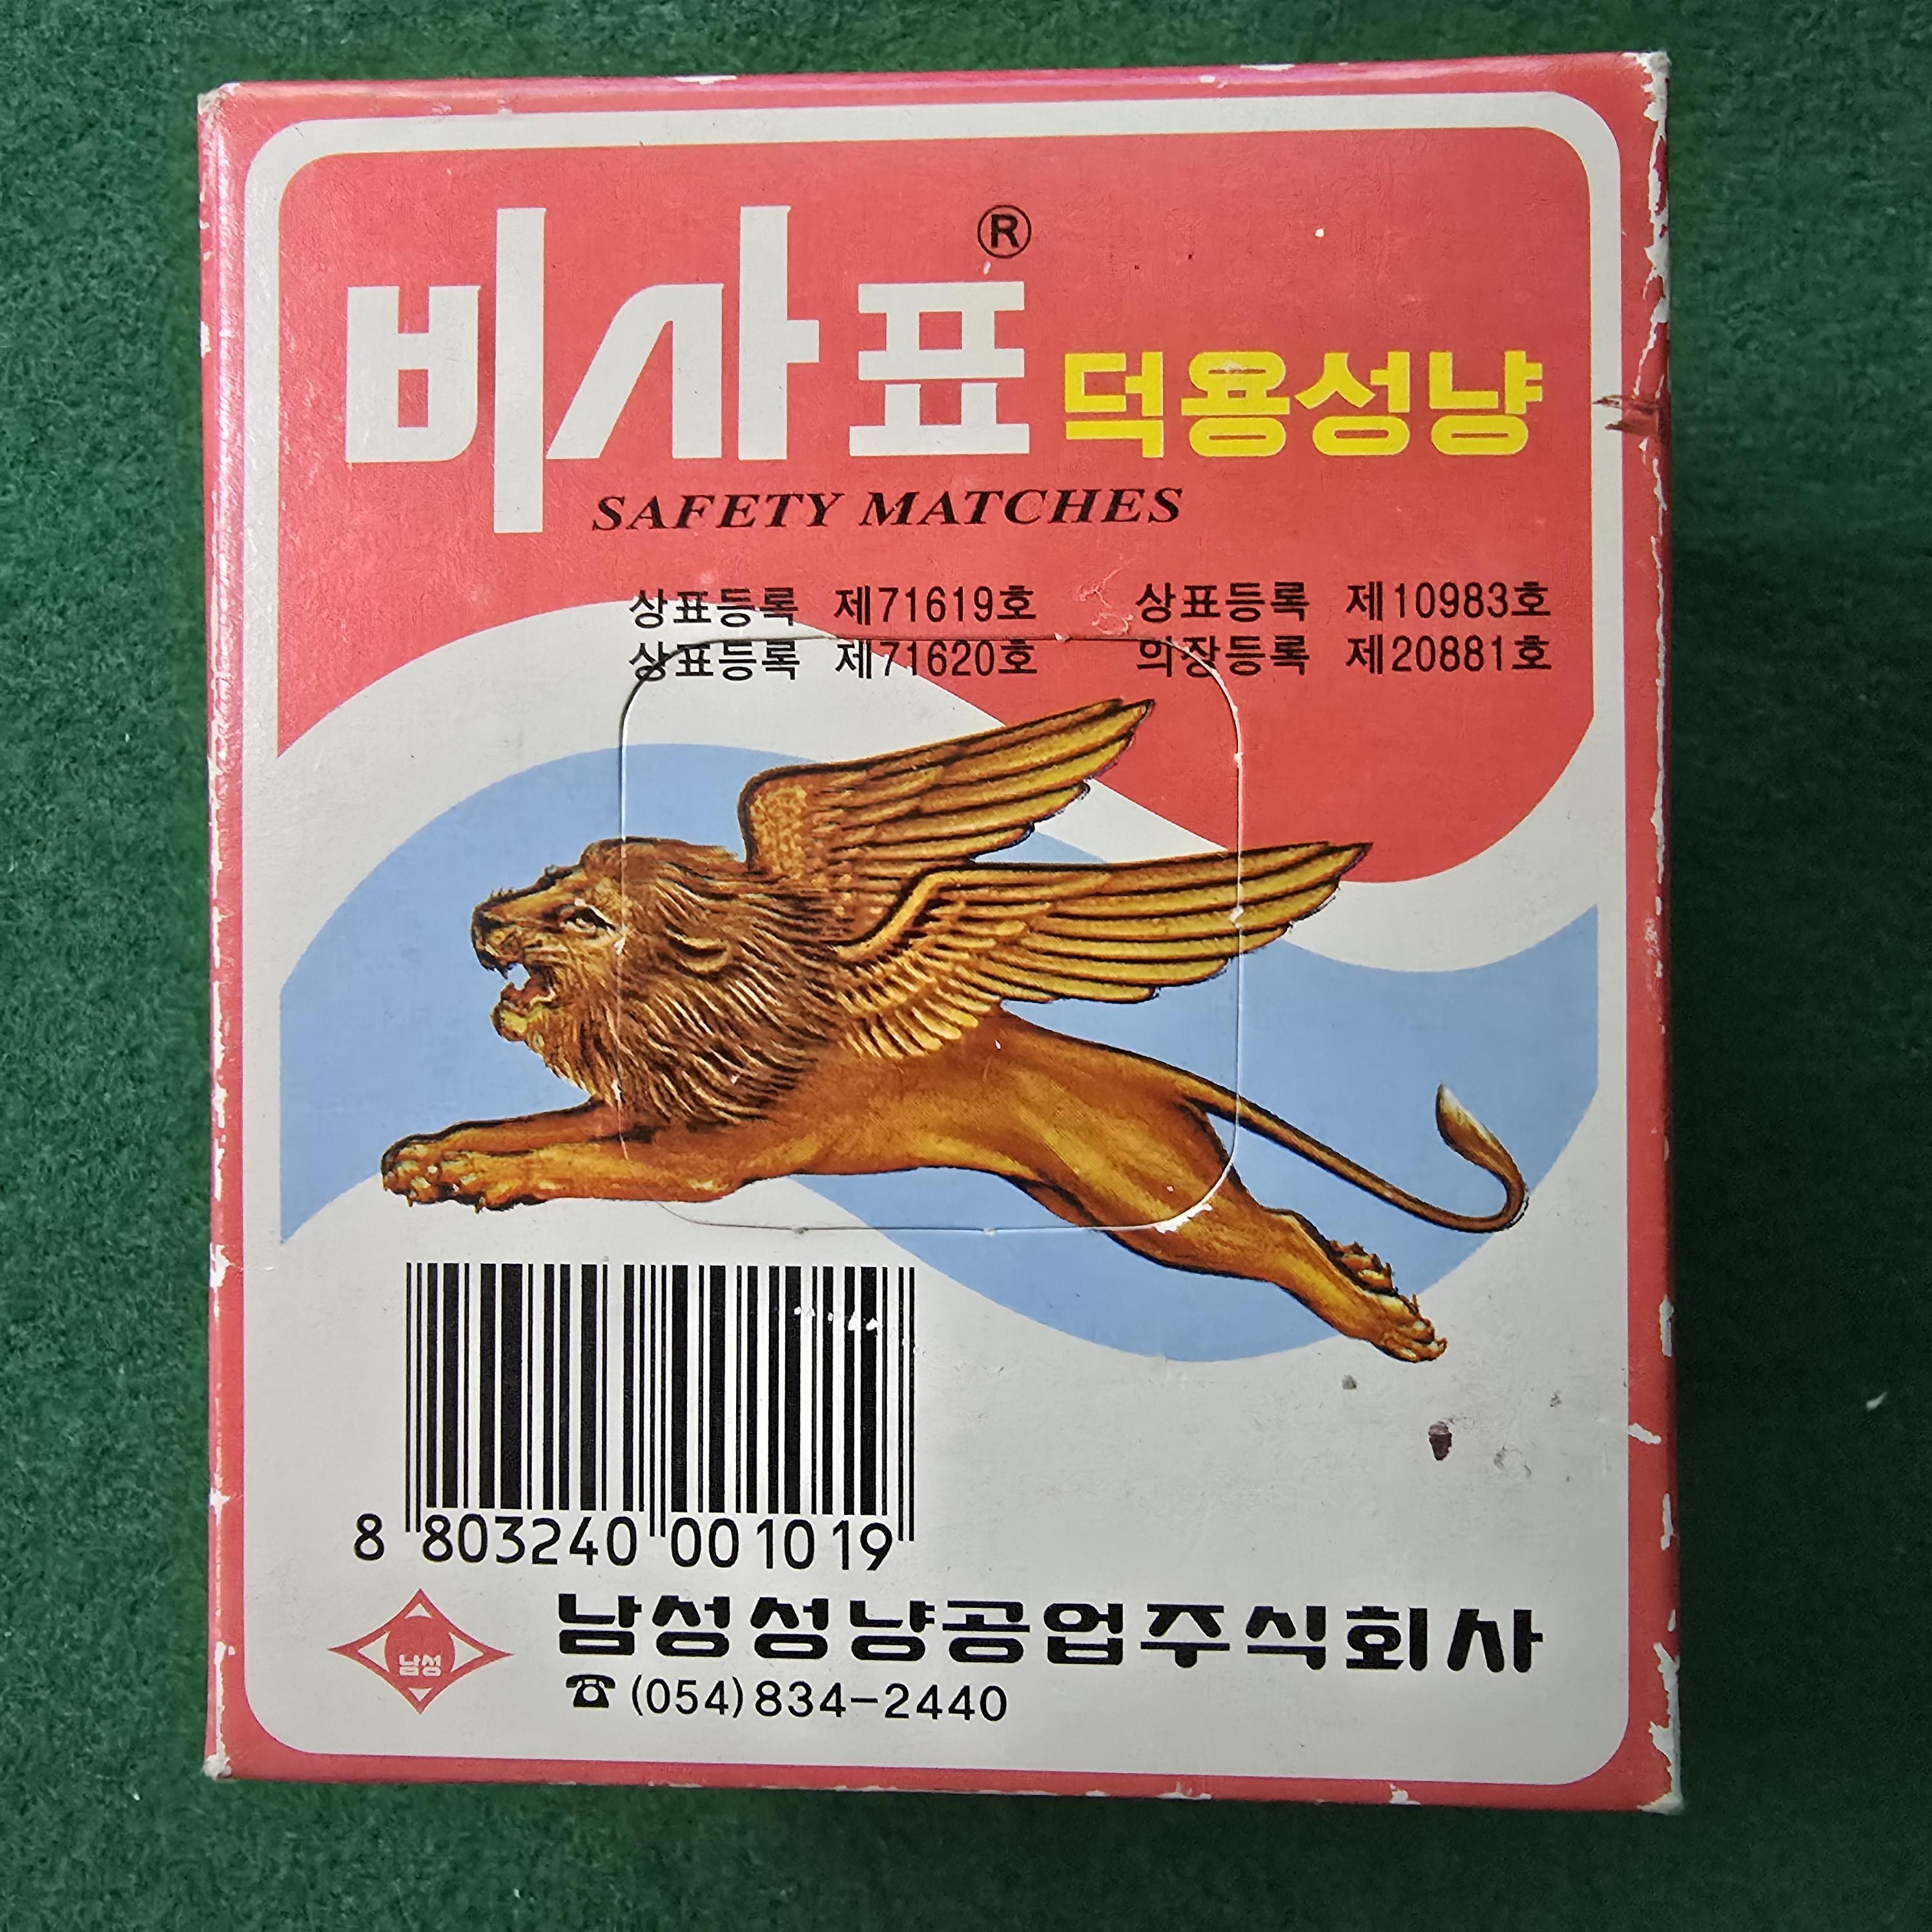 비사표® 덕용성냥
SAFETY MATCHES
상표등록 제71619호 상표등록 제10983호
상표등록 제71620호 의장등록 제20881호
8 803240 001019
남성
남성성냥공업주식회사
☎(054)834-2440